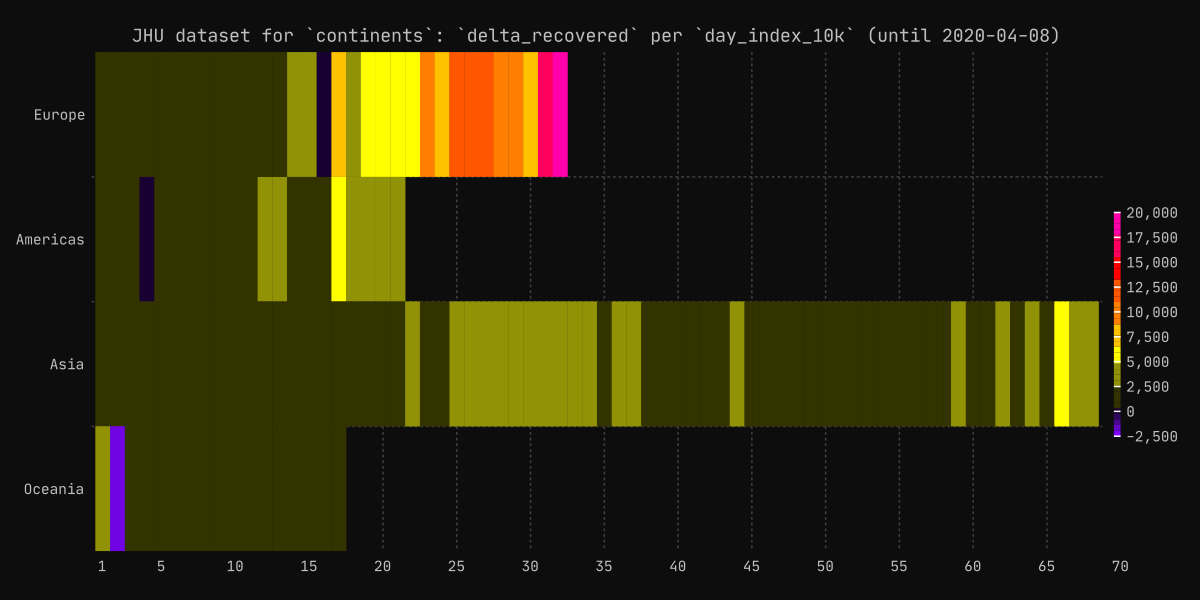 JHU dataset for `continents`: `delta_recovered` per `day_index_10k` (until 2020-04-08)
Europe
Americas
Asia
Oceania
20,000
17,500
15,000
12,500
10,000
7,500
5,000
2,500
0
-2,500
1 5 10 15 20 25 30 35 40 45 50 55 60 65 70